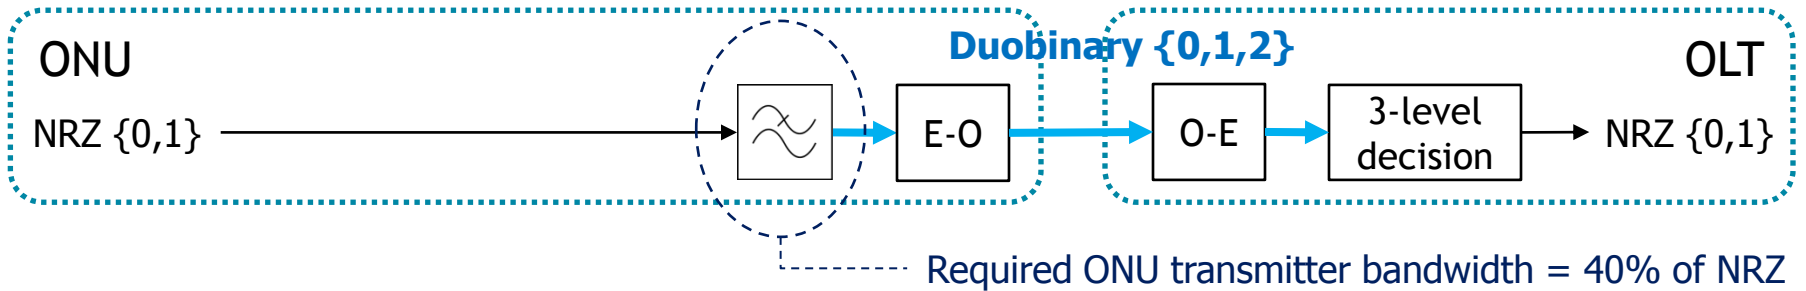 ONU
Duobinary {0,1,2}
OLT
NRZ {0,1}
E-O
O-E
3-level
decision
NRZ {0,1}
Required ONU transmitter bandwidth = 40% of NRZ